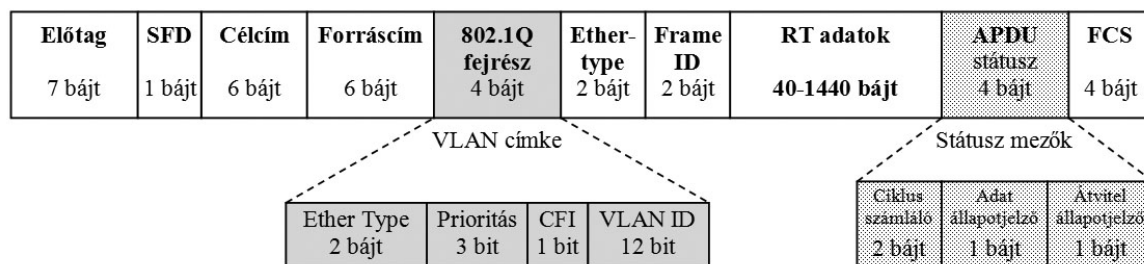 Előtag SFD Célcím Forráscím 802.1Q Ether- Frame RT adatok APDU FCS
fejrész type ID státusz
7 bájt 1 bájt 6 bájt 6 bájt 4 bájt 2 bájt 2 bájt 40-1440 bájt 4 bájt 4 bájt
VLAN címke Státusz mezők
Ciklus Adat Átvitel
Ether Type Prioritás CFI VLAN ID számláló állapotjelző állapotjelző
2 bájt 3 bit 1 bit 12 bit 2 bájt 1 bájt 1 bájt